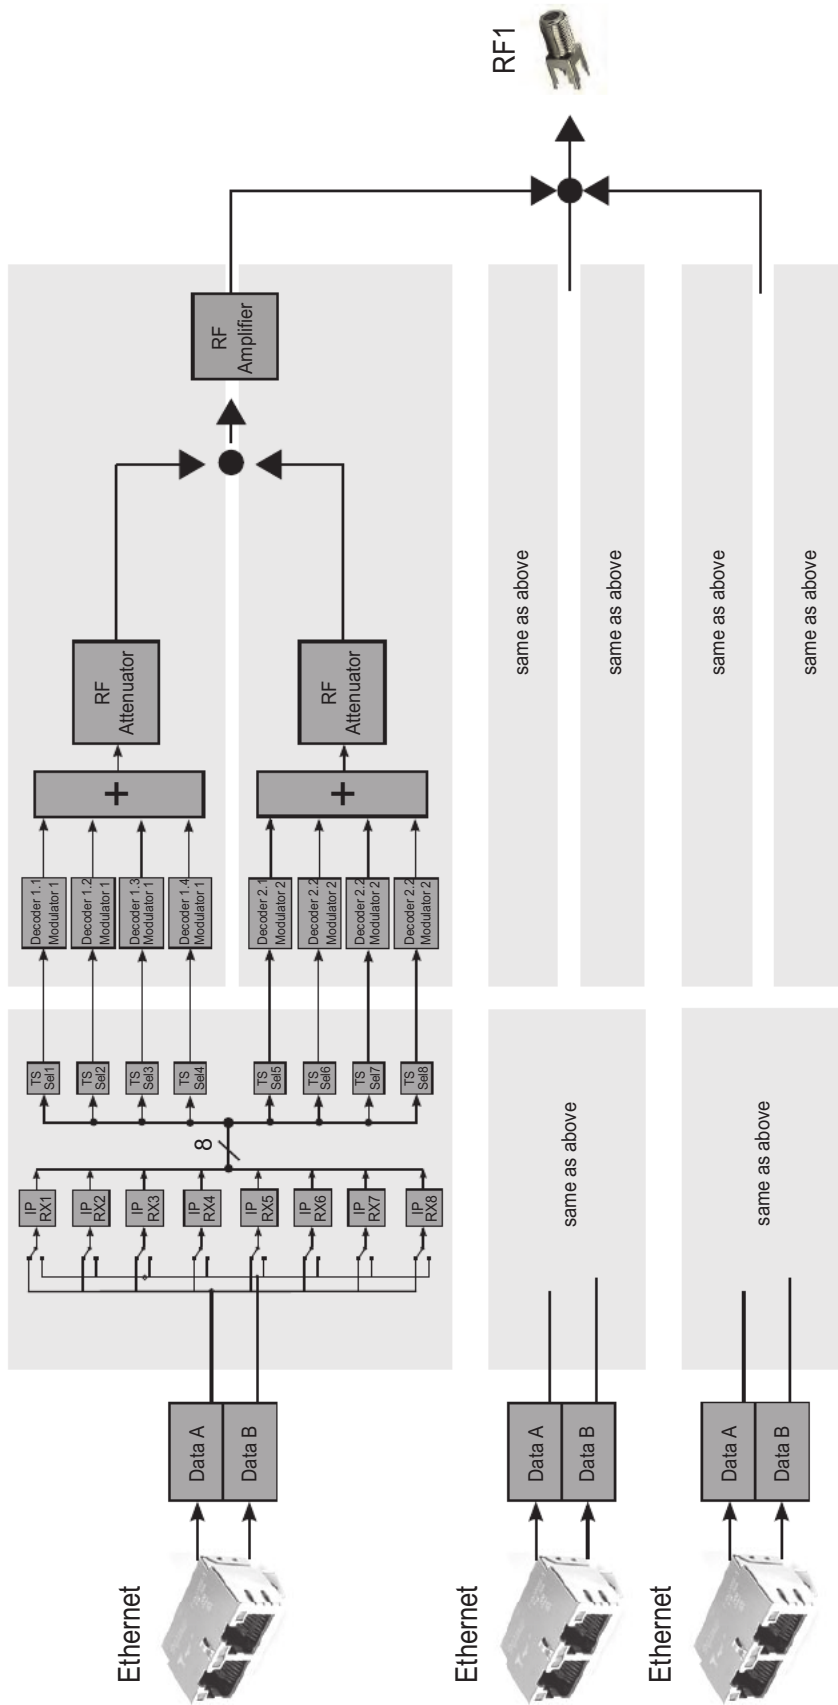 Ethernet
Data A
Data B
IP
RX1
IP
RX2
IP
RX3
IP
RX4
IP
RX5
IP
RX6
IP
RX7
IP
RX8
8
TS
Sel1
TS
Sel2
TS
Sel3
TS
Sel4
TS
Sel5
TS
Sel6
TS
Sel7
TS
Sel8
Decoder 1.1
Modulator 1
Decoder 1.2
Modulator 1
Decoder 1.3
Modulator 1
Decoder 1.4
Modulator 1
Decoder 2.1
Modulator 2
Decoder 2.2
Modulator 2
Decoder 2.2
Modulator 2
Decoder 2.2
Modulator 2
+
+
RF
Attenuator
RF
Attenuator
RF
Amplifier
RF1
Ethernet
Data A
Data B
same as above
same as above
same as above
Ethernet
Data A
Data B
same as above
same as above
same as above